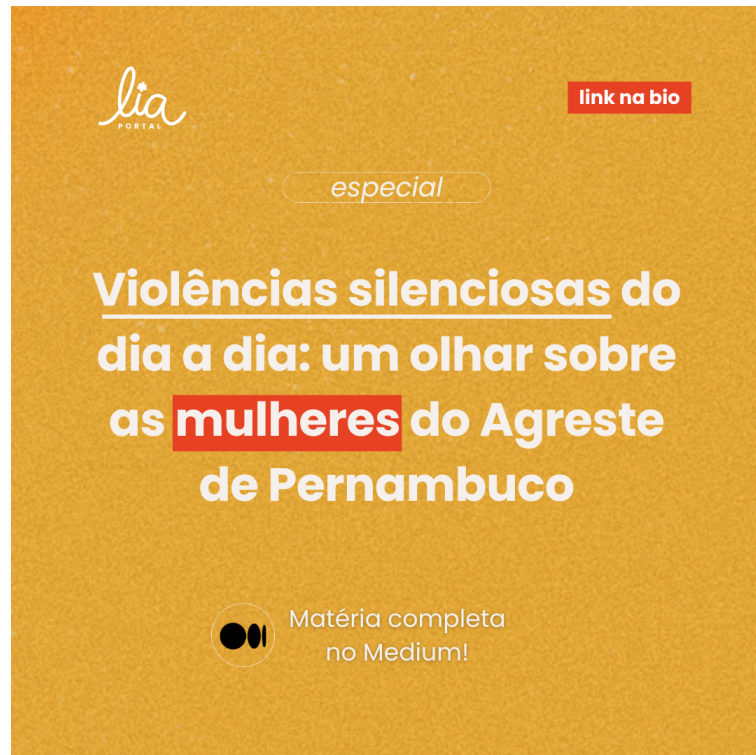 lia
PORTAL
link na bio
especial
Violências silenciosas do
dia a dia: um olhar sobre
as mulheres do Agreste
de Pernambuco
Matéria completa
no Medium!